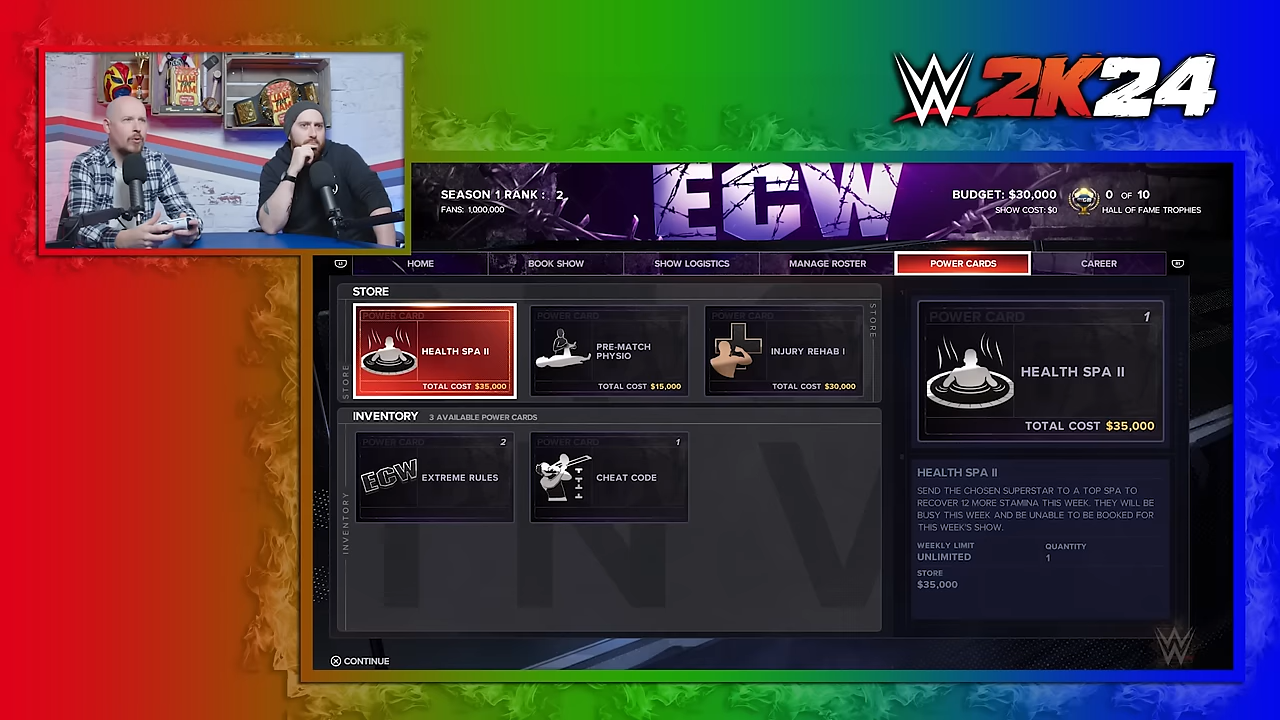 JAM
JAM
JAM
W 2K24
SEASON 1 RANK : 2
FANS: 1,000,000
ECW
BUDGET: $30,000
SHOW COST: $0
0 OF 10
HALL OF FAME TROPHIES
HOME
BOOK SHOW
SHOW LOGISTICS
MANAGE ROSTER
POWER CARDS
CAREER
STORE
STORE
POWER CARD
HEALTH SPA II
TOTAL COST $35,000
POWER CARD
PRE-MATCH
PHYSIO
TOTAL COST $15,000
POWER CARD
INJURY REHAB I
TOTAL COST $30,000
STORE
INVENTORY 3 AVAILABLE POWER CARDS
INVENTORY
POWER CARD 2
ECW
EXTREME RULES
POWER CARD 1
CHEAT CODE
POWER CARD 1
HEALTH SPA II
TOTAL COST $35,000
HEALTH SPA II
SEND THE CHOSEN SUPERSTAR TO A TOP SPA TO
RECOVER 12 MORE STAMINA THIS WEEK. THEY WILL BE
BUSY THIS WEEK AND BE UNABLE TO BE BOOKED FOR
THIS WEEK'S SHOW.
WEEKLY LIMIT
UNLIMITED
QUANTITY
1
STORE
$35,000
CONTINUE
W